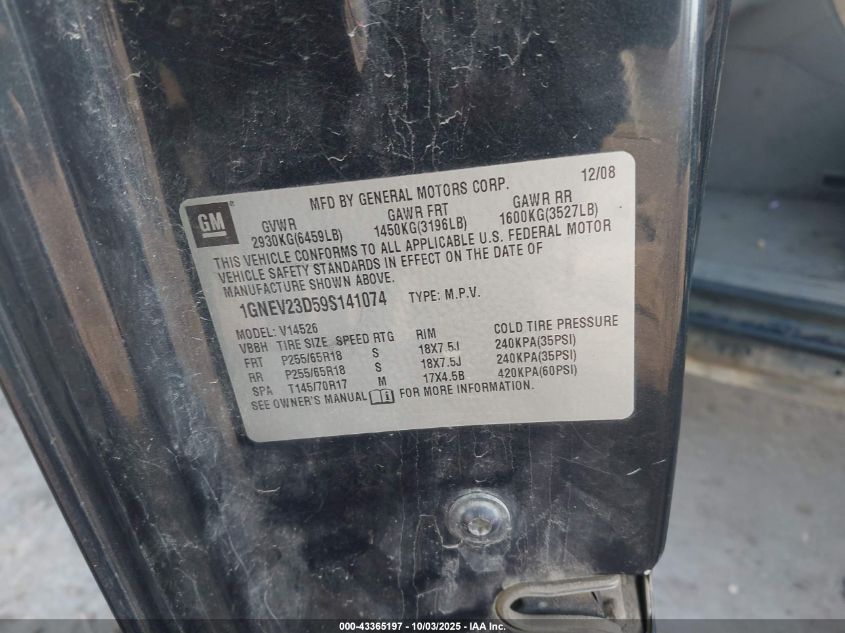 MFD BY GENERAL MOTORS CORP. 12/08
GM
GVWR GAWR FRT GAWR RR
2930KG(6459LB) 1450KG(3196LB) 1600KG(3527LB)
THIS VEHICLE CONFORMS TO ALL APPLICABLE U.S. FEDERAL MOTOR
VEHICLE SAFETY STANDARDS IN EFFECT ON THE DATE OF
MANUFACTURE SHOWN ABOVE.
1GNEV23D59S141074 TYPE: M.P.V.
MODEL: V14526
VBBH TIRE SIZE SPEED RTG RIM COLD TIRE PRESSURE
FRT P255/65R18 S 18X7.5J 240KPA(35PSI)
RR P255/65R18 S 18X7.5J 240KPA(35PSI)
SPA T145/70R17 M 17X4.5B 420KPA(60PSI)
SEE OWNER'S MANUAL FOR MORE INFORMATION.
000-43365197 - 10/03/2025 - IAA Inc.